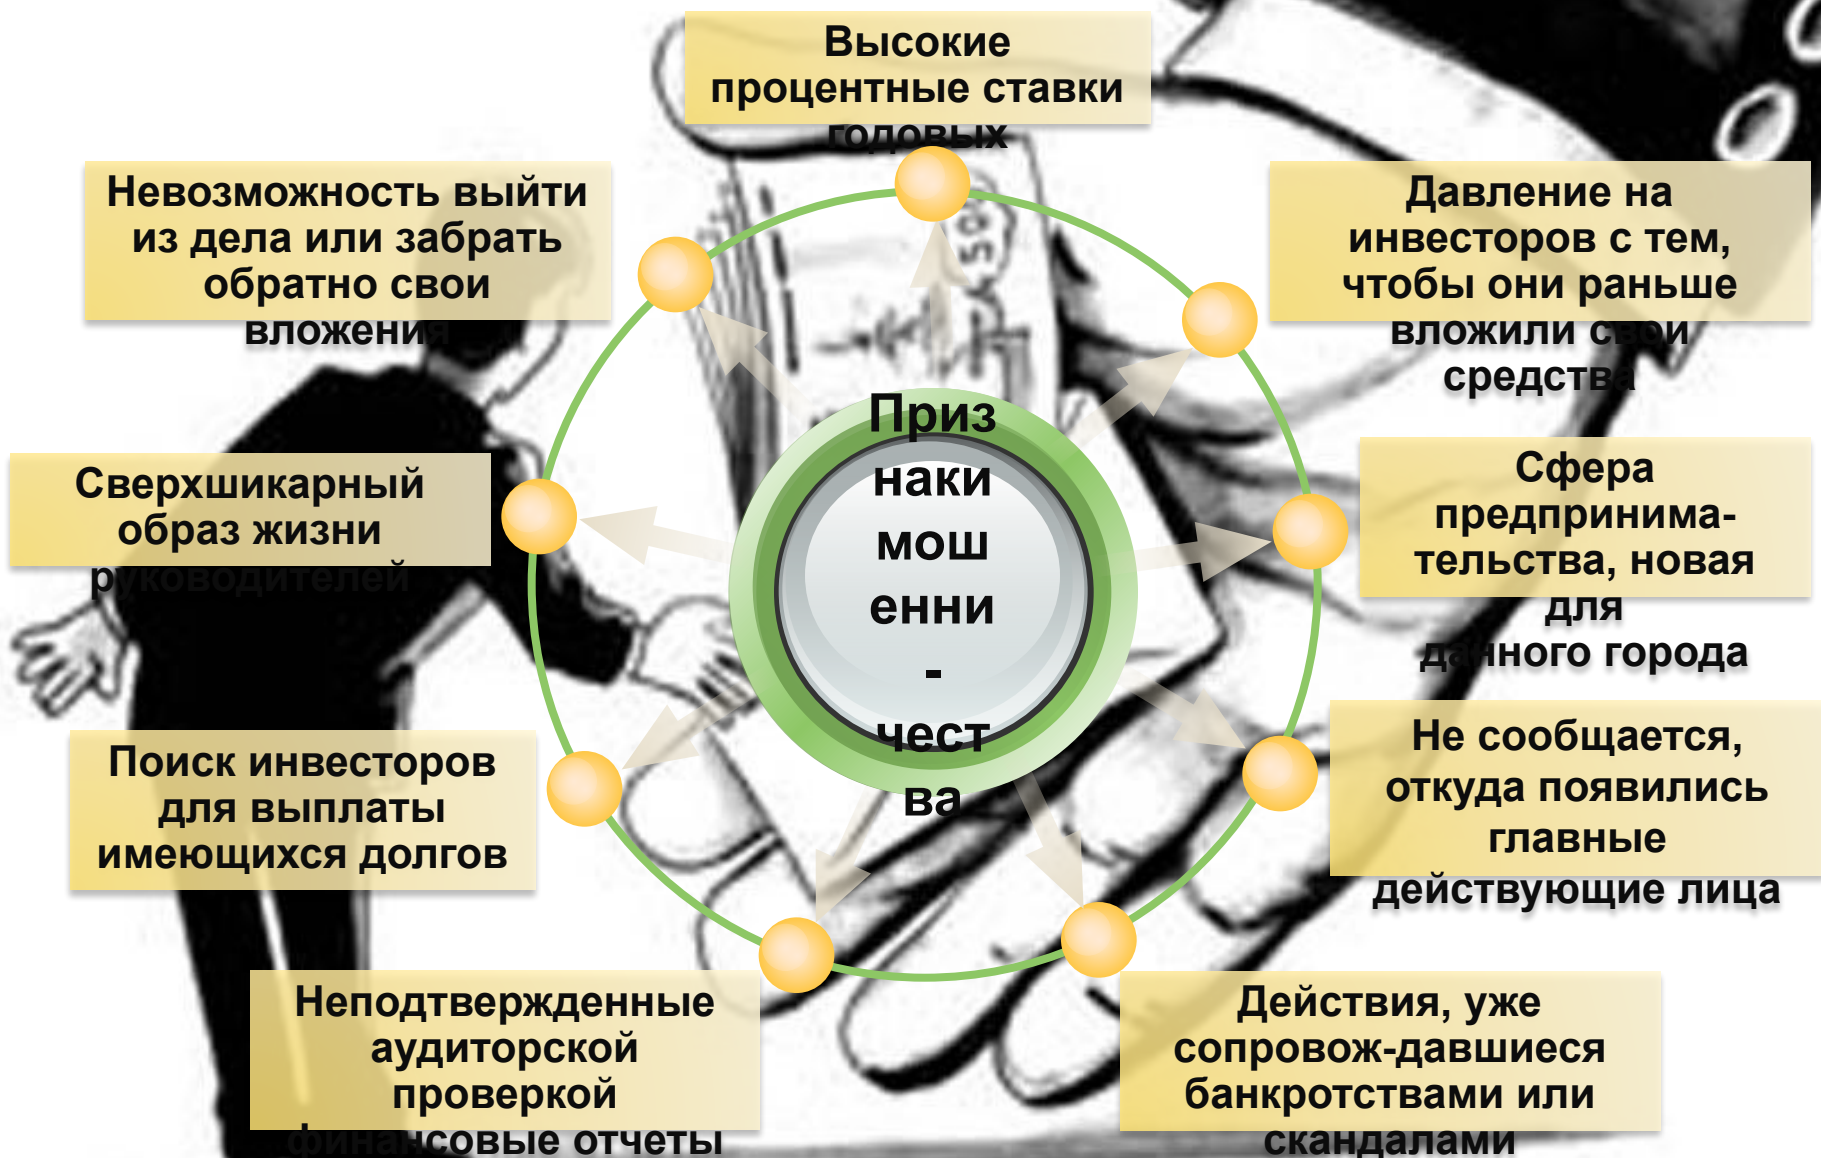 Высокие
процентные ставки
годовых
Невозможность выйти
из дела или забрать
обратно свои
вложения
Давление на
инвесторов с тем,
чтобы они раньше
вложили свои
средства
Сверхшикарный
образ жизни
руководителей
Приз
наки
мош
енни
-
чест
ва
Сфера
предпринима-
тельства, новая
для
данного города
Поиск инвесторов
для выплаты
имеющихся долгов
Не сообщается,
откуда появились
главные
действующие лица
Неподтвержденные
аудиторской
проверкой
финансовые отчеты
Действия, уже
сопровож-давшиеся
банкротствами или
скандалами